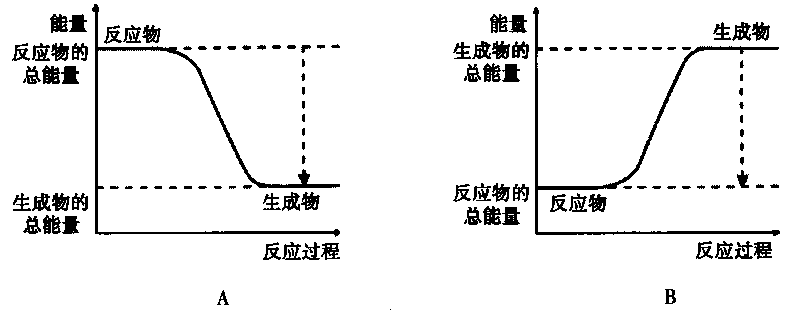 能量
反应物
反应物的
总能量
生成物的
总能量
生成物
反应过程
A
能量
生成物
生成物的
总能量
反应物的
总能量
反应物
反应过程
B